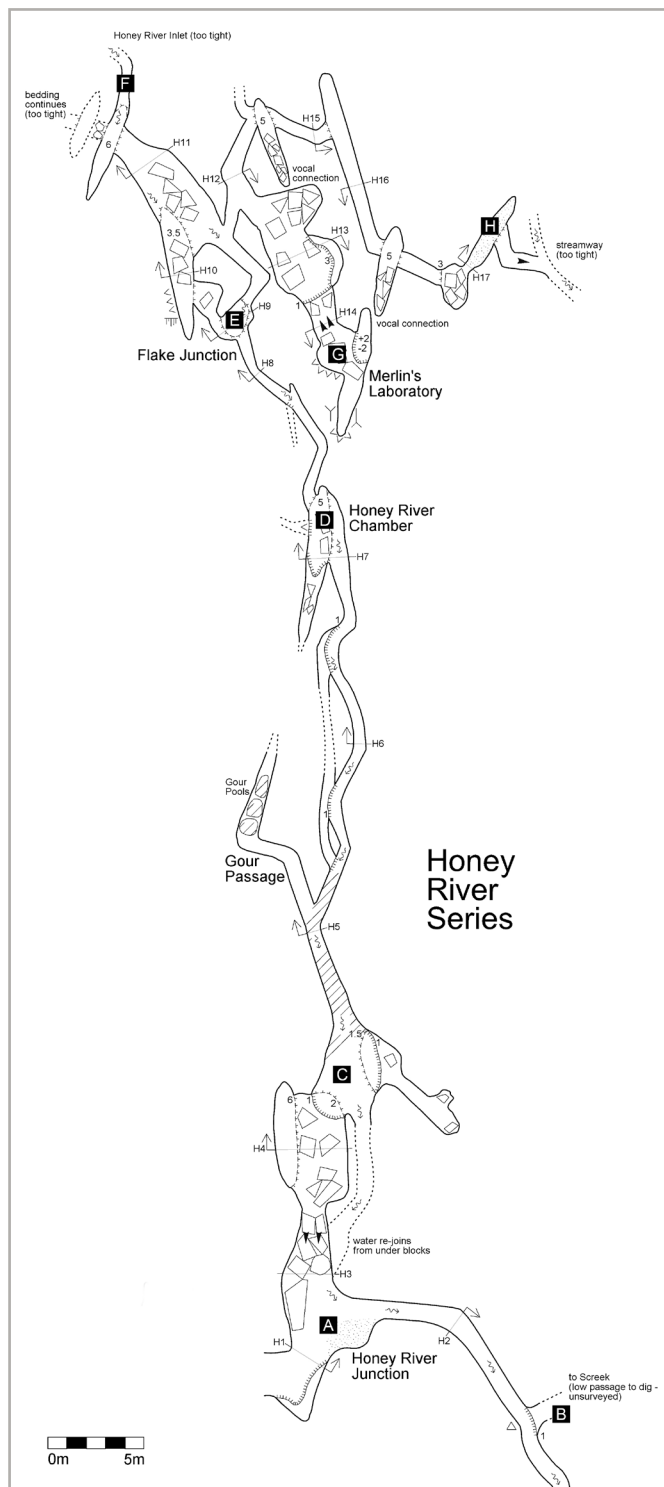 Honey River Inlet (too tight)
F
bedding
continues
(too tight)
6
H11
H15
5
H12
vocal
connection
H16
H
3.5
H13
3
5
3
streamway
(too tight)
H10
H17
1
H9
H14
vocal connection
E
+2
-2
G
Flake Junction
H8
Merlin's
Laboratory
5
D
Honey River
Chamber
H7
1
H6
Gour
Pools
1
Gour
Passage
Honey
River
Series
H5
1.5
1
C
6
1
2
H4
water re-joins
from under blocks
H3
A
H1
H2
Honey River
Junction
to Screek
(low passage to dig -
unsurveyed)
B
1
0m
5m